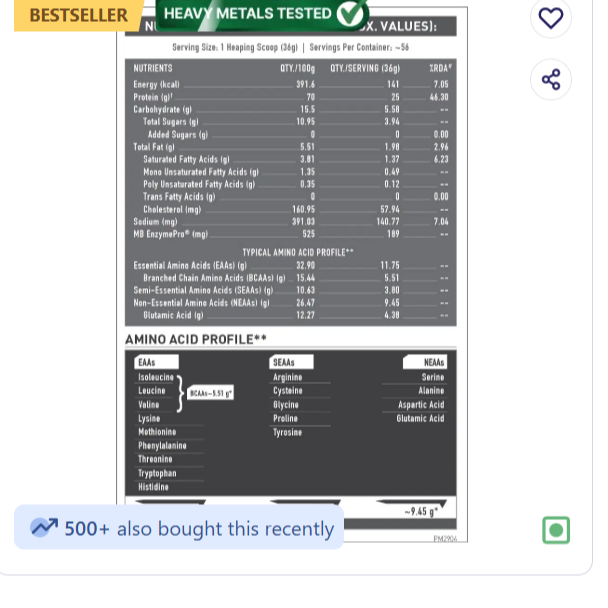 BESTSELLER
HEAVY METALS TESTED
NU
OX. VALUES):
Serving Size: 1 Heaping Scoop (36g) | Servings Per Container: ~56
NUTRIENTS QTY./100g QTY./SERVING (36g) %RDA#
Energy (kcal) 391.6 141 7.05
Protein (g)† 70 25 46.30
Carbohydrate (g) 15.5 5.58 --
Total Sugars (g) 10.95 3.94 --
Added Sugars (g) 0 0 0.00
Total Fat (g) 5.51 1.98 2.96
Saturated Fatty Acids (g) 3.81 1.37 6.23
Mono Unsaturated Fatty Acids (g) 1.35 0.49 --
Poly Unsaturated Fatty Acids (g) 0.35 0.12 --
Trans Fatty Acids (g) 0 0 0.00
Cholesterol (mg) 160.95 57.94 --
Sodium (mg) 391.03 140.77 7.04
MB EnzymePro® (mg) 525 189 --
TYPICAL AMINO ACID PROFILE**
Essential Amino Acids (EAAs) (g) 32.90 11.75 --
Branched Chain Amino Acids (BCAAs) (g) 15.44 5.51 --
Semi-Essential Amino Acids (SEAAs) (g) 10.63 3.80 --
Non-Essential Amino Acids (NEAAs) (g) 26.47 9.45 --
Glutamic Acid (g) 12.27 4.38 --
AMINO ACID PROFILE**
EAAs SEAAs NEAAs
Isoleucine Arginine Serine
Leucine BCAAs~5.51 g* Cysteine Alanine
Valine Glycine Aspartic Acid
Lysine Proline Glutamic Acid
Methionine Tyrosine
Phenylalanine
Threonine
Tryptophan
Histidine
~9.45 g*
500+ also bought this recently
PM2904